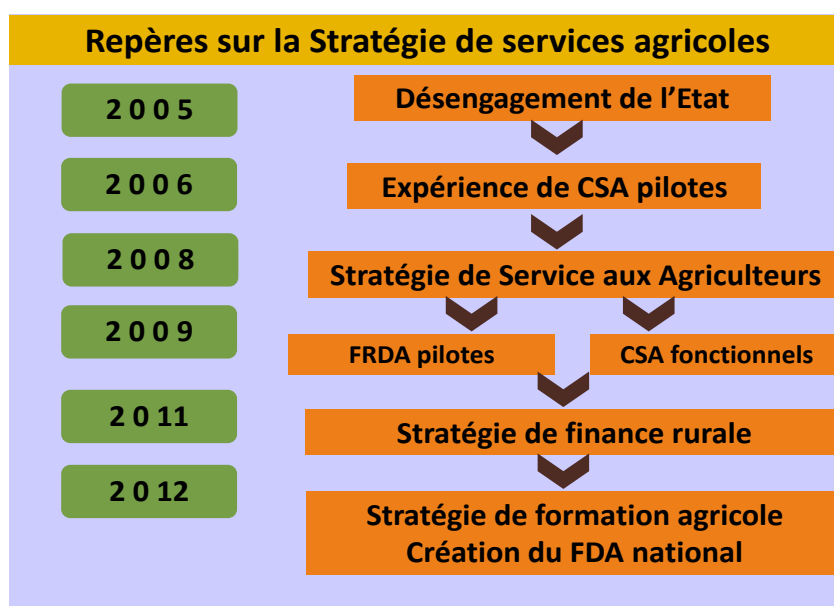 Repères sur la Stratégie de services agricoles
2 0 0 5
Désengagement de l'Etat
2 0 0 6
Expérience de CSA pilotes
2 0 0 8
Stratégie de Service aux Agriculteurs
2 0 0 9
FRDA pilotes
CSA fonctionnels
2 0 11
Stratégie de finance rurale
2 0 12
Stratégie de formation agricole
Création du FDA national